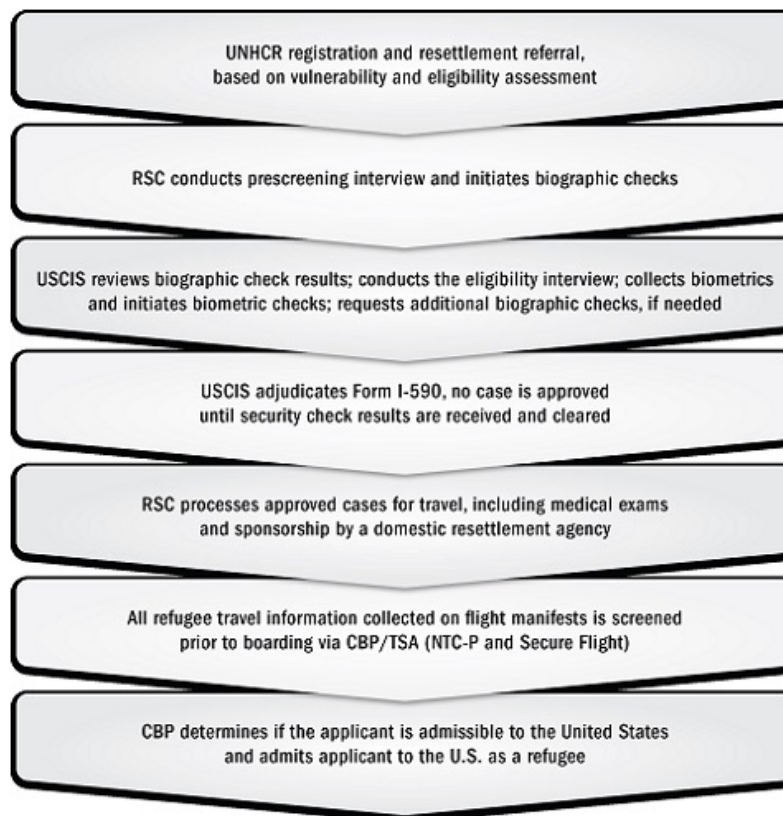 UNHCR registration and resettlement referral,
based on vulnerability and eligibility assessment
RSC conducts prescreening interview and initiates biographic checks
USCIS reviews biographic check results; conducts the eligibility interview; collects biometrics
and initiates biometric checks; requests additional biographic checks, if needed
USCIS adjudicates Form I-590, no case is approved
until security check results are received and cleared
RSC processes approved cases for travel, including medical exams
and sponsorship by a domestic resettlement agency
All refugee travel information collected on flight manifests is screened
prior to boarding via CBP/TSA (NTC-P and Secure Flight)
CBP determines if the applicant is admissible to the United States
and admits applicant to the U.S. as a refugee